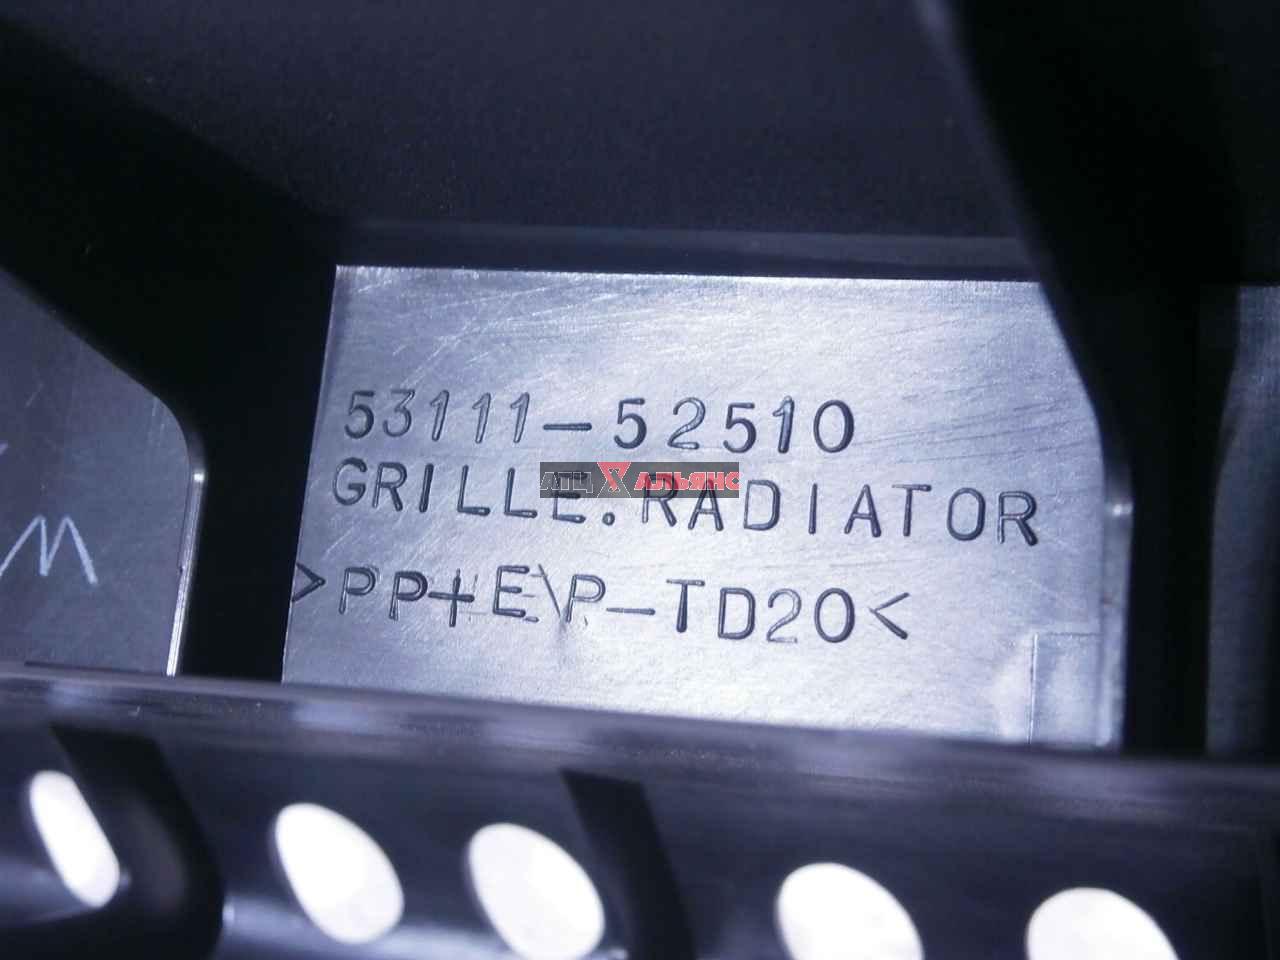 53111-52510
АТЦ АЛЬЯНС
GRILLE.RADIATOR
>PP+E\P-TD20<
W